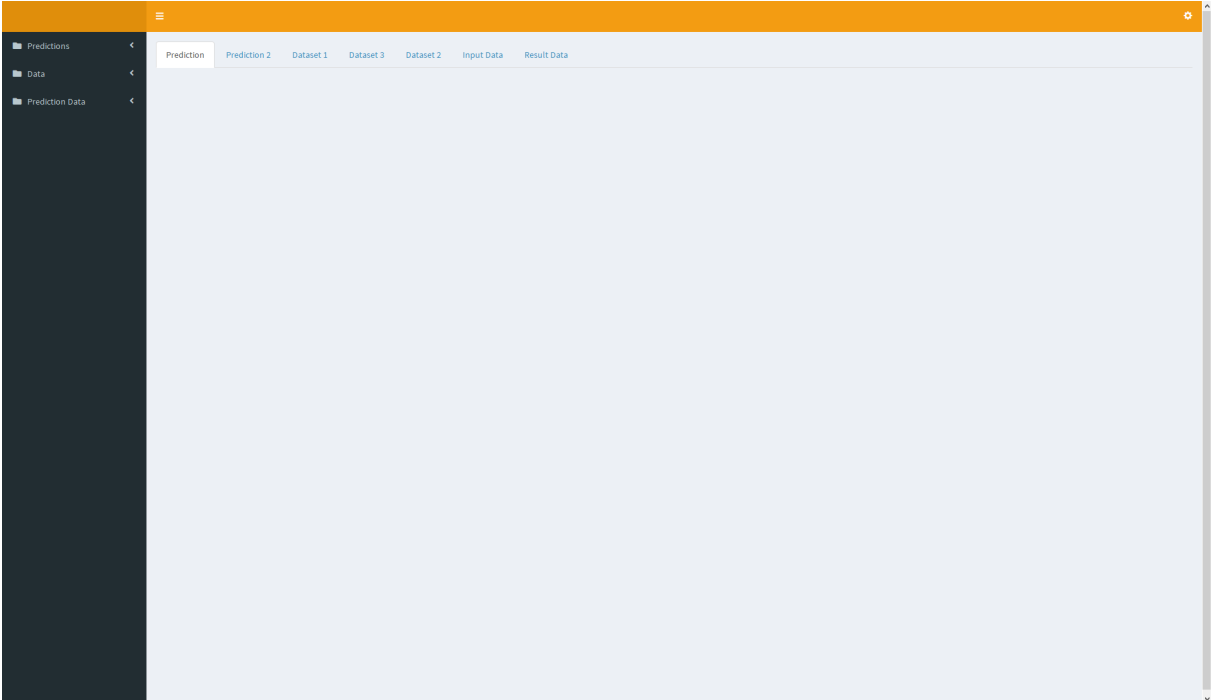 Predictions
Data
Prediction Data
Prediction Prediction 2 Dataset 1 Dataset 3 Dataset 2 Input Data Result Data